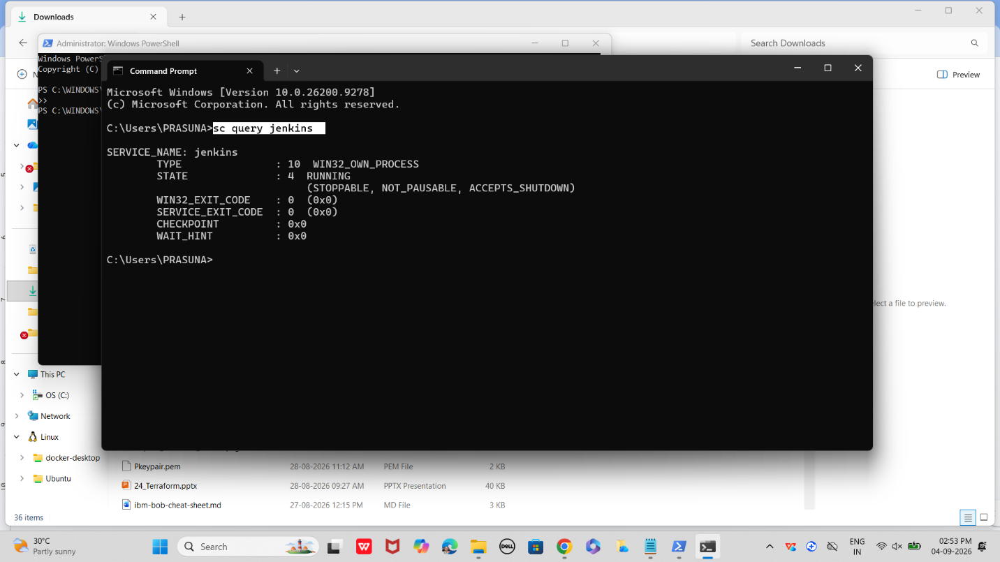 Downloads
Administrator: Windows PowerShell
Search Downloads
Windows PowerS
Copyright (C)
N
Preview
PS C:\WINDOWS\
>>
PS C:\WINDOWS\
Command Prompt
Microsoft Windows [Version 10.0.26200.9278]
(c) Microsoft Corporation. All rights reserved.
C:\Users\PRASUNA>sc query jenkins
SERVICE_NAME: jenkins
TYPE : 10 WIN32_OWN_PROCESS
STATE : 4 RUNNING
(STOPPABLE, NOT_PAUSABLE, ACCEPTS_SHUTDOWN)
WIN32_EXIT_CODE : 0 (0x0)
SERVICE_EXIT_CODE : 0 (0x0)
CHECKPOINT : 0x0
WAIT_HINT : 0x0
C:\Users\PRASUNA>
lect a file to preview.
This PC
OS (C:)
Network
Linux
docker-desktop
Ubuntu
Pkeypair.pem 28-08-2026 11:12 AM PEM File 2 KB
24_Terraform.pptx 28-08-2026 09:27 AM PPTX Presentation 40 KB
ibm-bob-cheat-sheet.md 27-08-2026 12:15 PM MD File 3 KB
36 items
30°C
Partly sunny
Search
DELL
ENG
IN
02:53 PM
04-09-2026